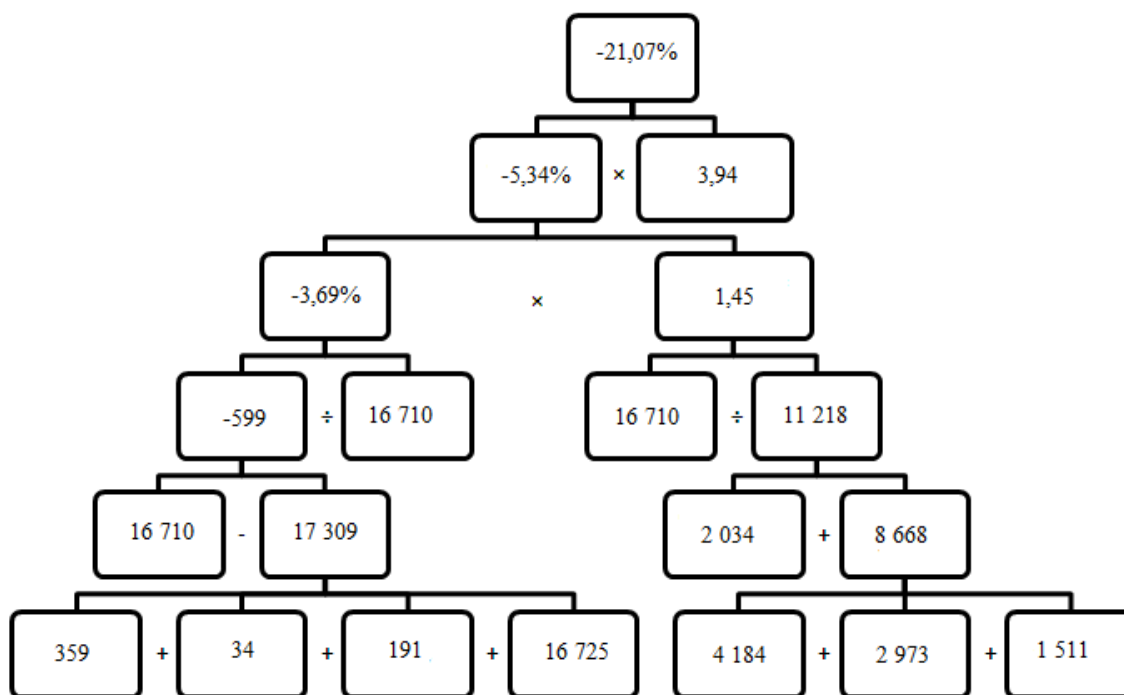 -21,07%
-5,34% × 3,94
-3,69% × 1,45
-599 ÷ 16 710 16 710 ÷ 11 218
16 710 - 17 309 2 034 + 8 668
359 + 34 + 191 + 16 725 4 184 + 2 973 + 1 511